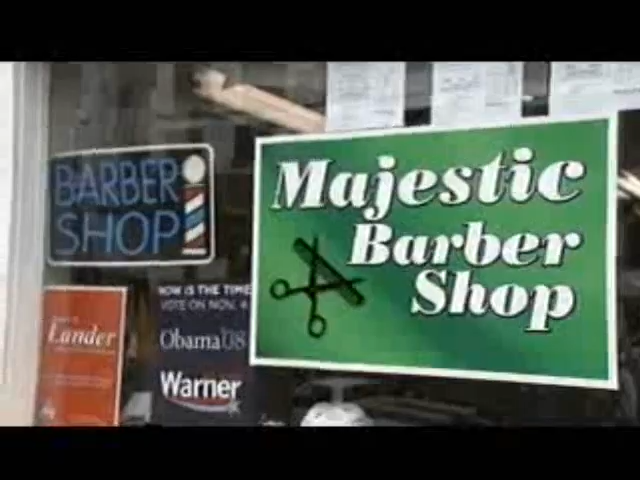 BARBER
SHOP
Majestic
Barber
Shop
Lander
NOW IS THE TIME
VOTE ON NOV. 4
Obama'08
Warner